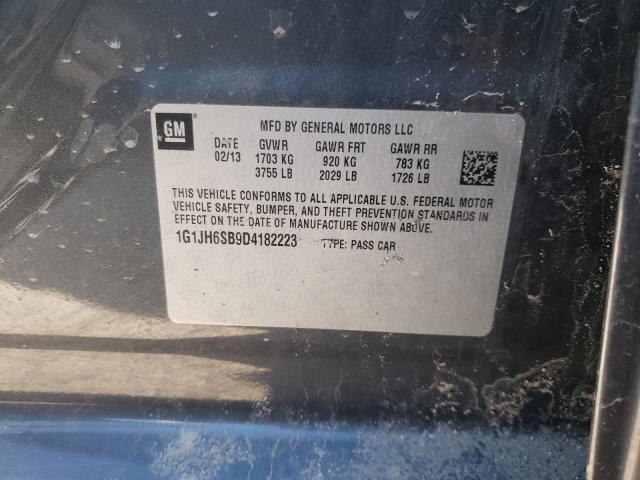 GM
MFD BY GENERAL MOTORS LLC
DATE GVWR GAWR FRT GAWR RR
02/13 1703 KG 920 KG 783 KG
3755 LB 2029 LB 1726 LB
THIS VEHICLE CONFORMS TO ALL APPLICABLE U.S. FEDERAL MOTOR
VEHICLE SAFETY, BUMPER, AND THEFT PREVENTION STANDARDS IN
EFFECT ON THE DATE OF MANUFACTURE SHOWN ABOVE.
1G1JH6SB9D4182223 TYPE: PASS CAR